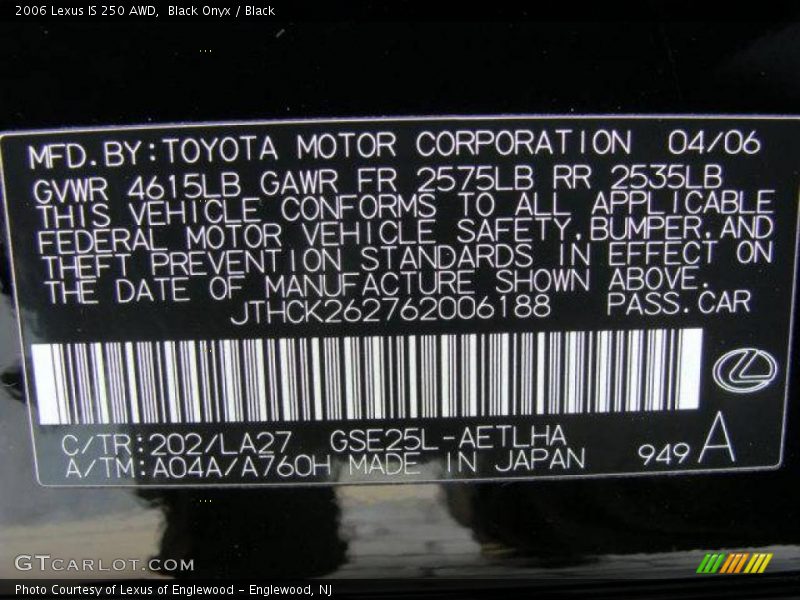 2006 Lexus IS 250 AWD,  Black Onyx / Black
MFD.BY:TOYOTA MOTOR CORPORATION 04/06
GVWR 4615LB GAWR FR 2575LB RR 2535LB
THIS VEHICLE CONFORMS TO ALL APPLICABLE
FEDERAL MOTOR VEHICLE SAFETY,BUMPER,AND
THEFT PREVENTION STANDARDS IN EFFECT ON
THE DATE OF MANUFACTURE SHOWN ABOVE.
JTHCK262762006188 PASS.CAR
C/TR:202/LA27 GSE25L-AETLHA
A/TM:A04A/A760H MADE IN JAPAN 949 A
GTCARLOT.COM
Photo Courtesy of Lexus of Englewood - Englewood, NJ